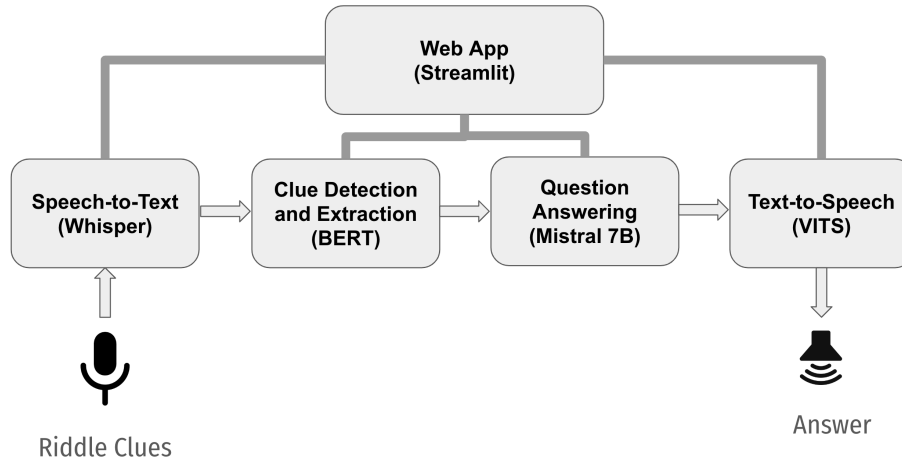 Web App
(Streamlit)
Speech-to-Text
(Whisper)
Clue Detection
and Extraction
(BERT)
Question
Answering
(Mistral 7B)
Text-to-Speech
(VITS)
Riddle Clues
Answer